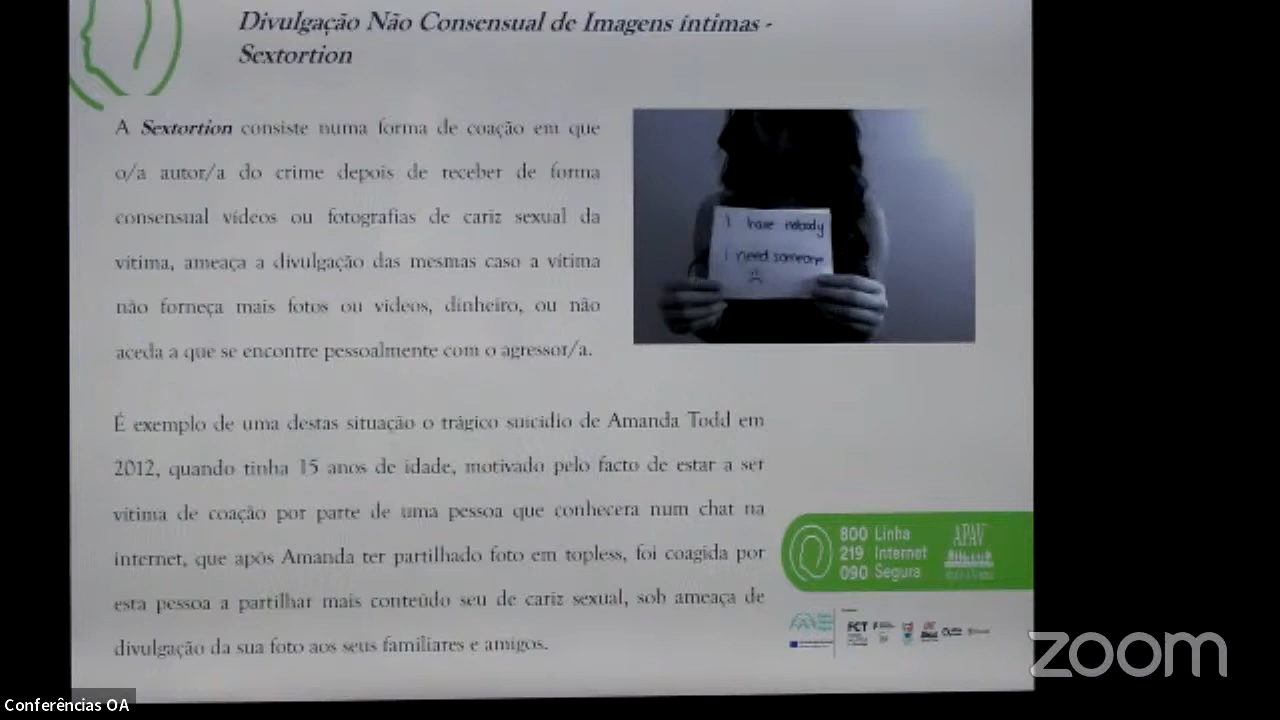 Divulgação Não Consensual de Imagens íntimas -
Sextortion
A Sextortion consiste numa forma de coação em que
o/a autor/a do crime depois de receber de forma
consensual vídeos ou fotografias de cariz sexual da
vítima, ameaça a divulgação das mesmas caso a vítima
não forneça mais fotos ou vídeos, dinheiro, ou não
aceda a que se encontre pessoalmente com o agressor/a.
I have nobody
I need someone
É exemplo de uma destas situação o trágico suicídio de Amanda Todd em
2012, quando tinha 15 anos de idade, motivado pelo facto de estar a ser
vítima de coação por parte de uma pessoa que conhecera num chat na
internet, que após Amanda ter partilhado foto em topless, foi coagida por
esta pessoa a partilhar mais conteúdo seu de cariz sexual, sob ameaça de
divulgação da sua foto aos seus familiares e amigos.
800 Linha
219 Internet
090 Segura
APAV
FCT
zoom
Conferências OA